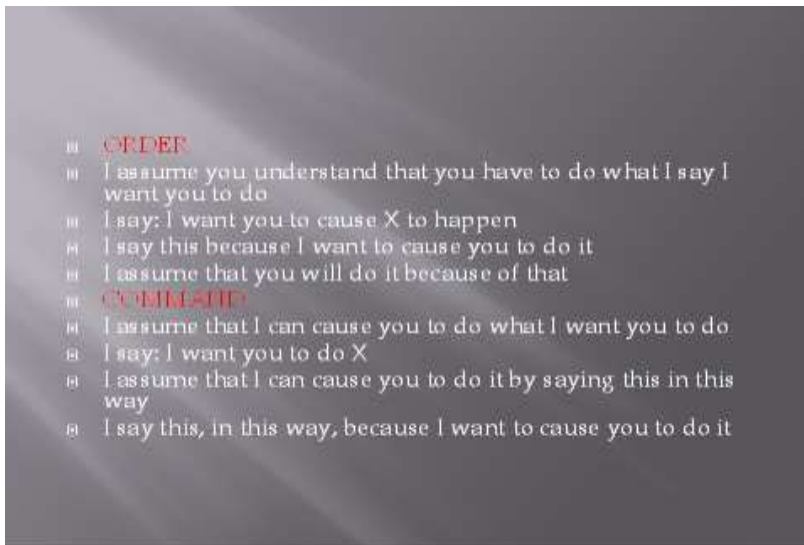 ORDER
I assume you understand that you have to do what I say I
want you to do
I say: I want you to cause X to happen
I say this because I want to cause you to do it
I assume that you will do it because of that
COMMAND
I assume that I can cause you to do what I want you to do
I say: I want you to do X
I assume that I can cause you to do it by saying this in this
way
I say this, in this way, because I want to cause you to do it